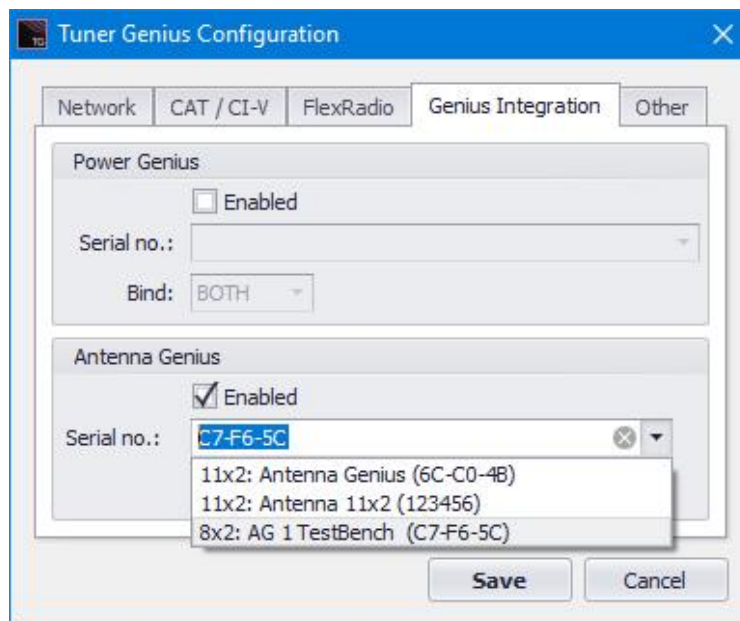 Tuner Genius Configuration
Network CAT / CI-V FlexRadio Genius Integration Other
Power Genius
Enabled
Serial no.:
Bind: BOTH
Antenna Genius
Enabled
Serial no.: C7-F6-5C
11x2: Antenna Genius (6C-C0-4B)
11x2: Antenna 11x2 (123456)
8x2: AG 1 TestBench (C7-F6-5C)
Save Cancel